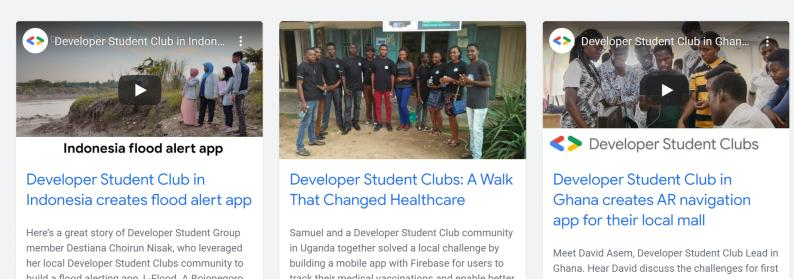 Developer Student Club in Indon...
Indonesia flood alert app
Developer Student Club in
Indonesia creates flood alert app
Here's a great story of Developer Student Group
member Destiana Choirun Nisak, who leveraged
her local Developer Student Clubs community to
build a flood alerting app, L-Flood. A Bojonegoro
Developer Student Clubs: A Walk
That Changed Healthcare
Samuel and a Developer Student Club community
in Uganda together solved a local challenge by
building a mobile app with Firebase for users to
track their medical vaccinations and enable better
Developer Student Club in Ghan...
Developer Student Clubs
Developer Student Club in
Ghana creates AR navigation
app for their local mall
Meet David Asem, Developer Student Club Lead in
Ghana. Hear David discuss the challenges for first